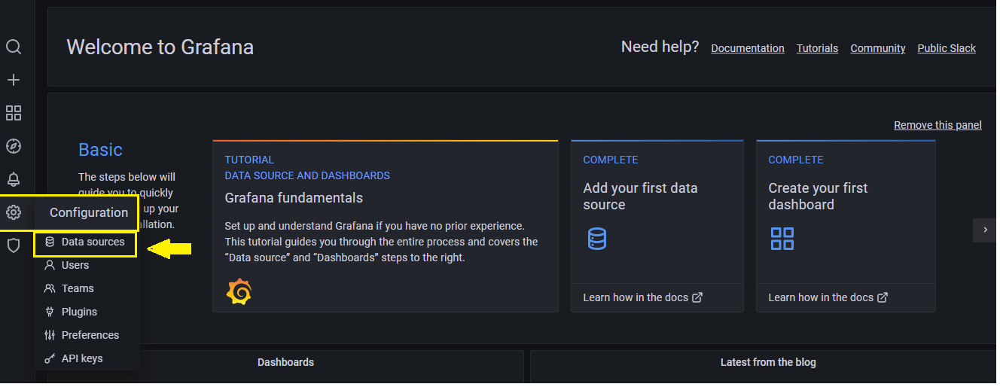 Welcome to Grafana
Need help?
Documentation
Tutorials
Community
Public Slack
Remove this panel
Basic
The steps below will
guide you to quickly
up your
llation.
Configuration
Data sources
Users
Teams
Plugins
Preferences
API keys
TUTORIAL
DATA SOURCE AND DASHBOARDS
Grafana fundamentals
Set up and understand Grafana if you have no prior experience.
This tutorial guides you through the entire process and covers the
“Data source” and “Dashboards” steps to the right.
COMPLETE
Add your first data
source
Learn how in the docs
COMPLETE
Create your first
dashboard
Learn how in the docs
Dashboards
Latest from the blog